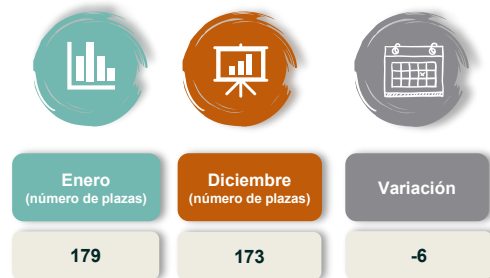 Enero
(número de plazas)
Diciembre
(número de plazas)
Variación
179
173
-6